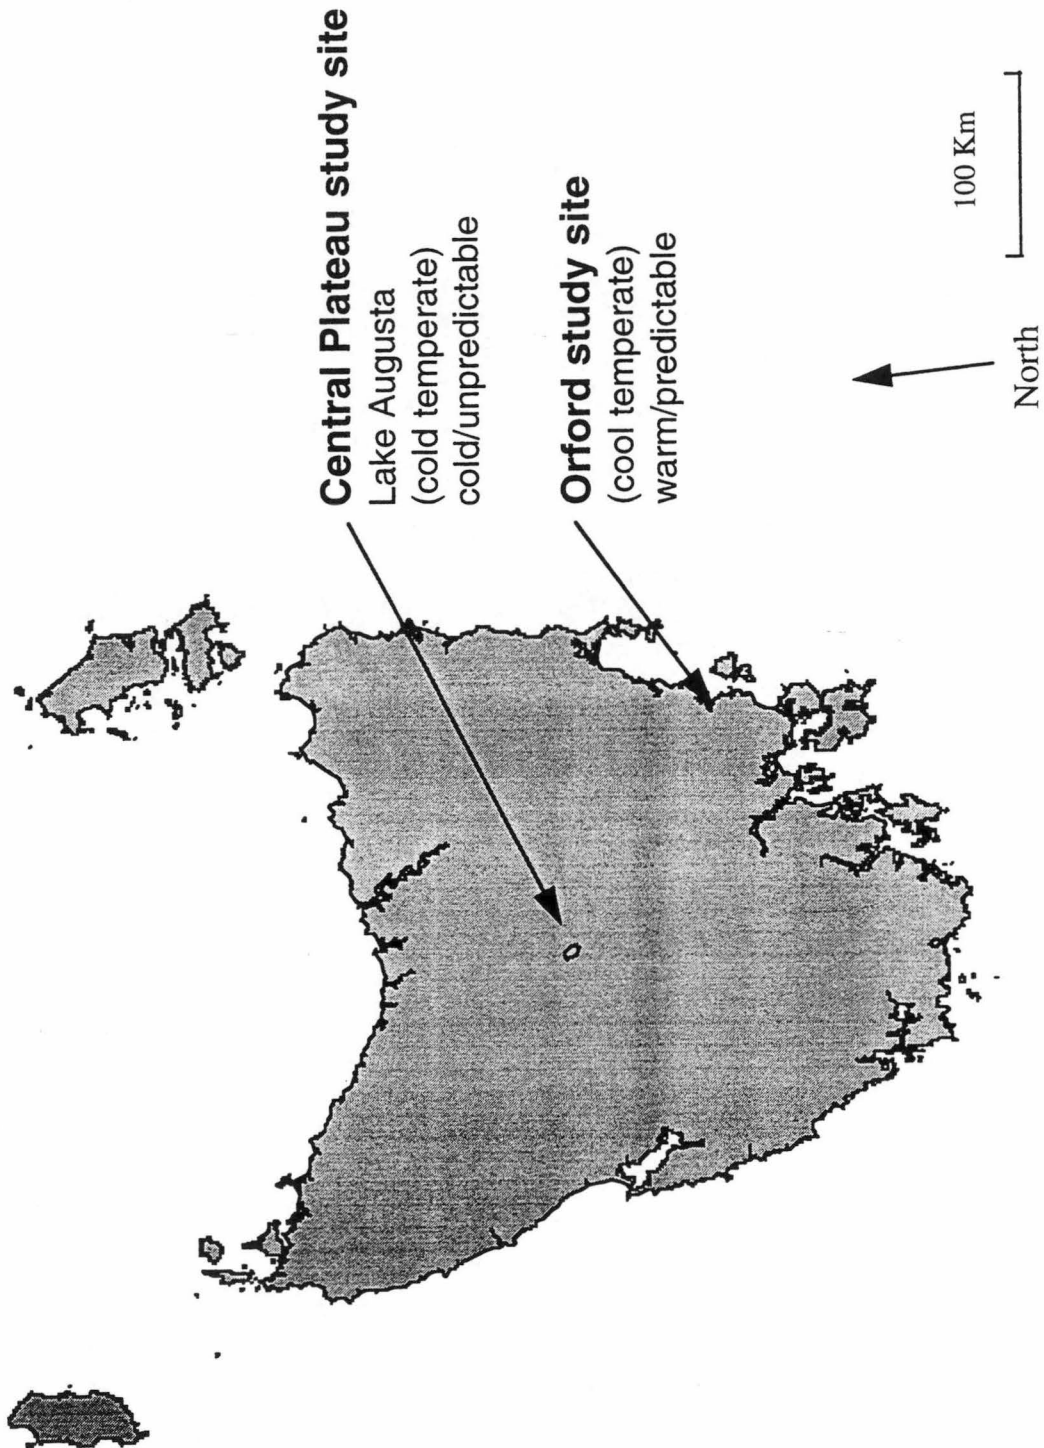 Central Plateau study site
Lake Augusta
(cold temperate)
cold/unpredictable
Orford study site
(cool temperate)
warm/predictable
North
100 Km